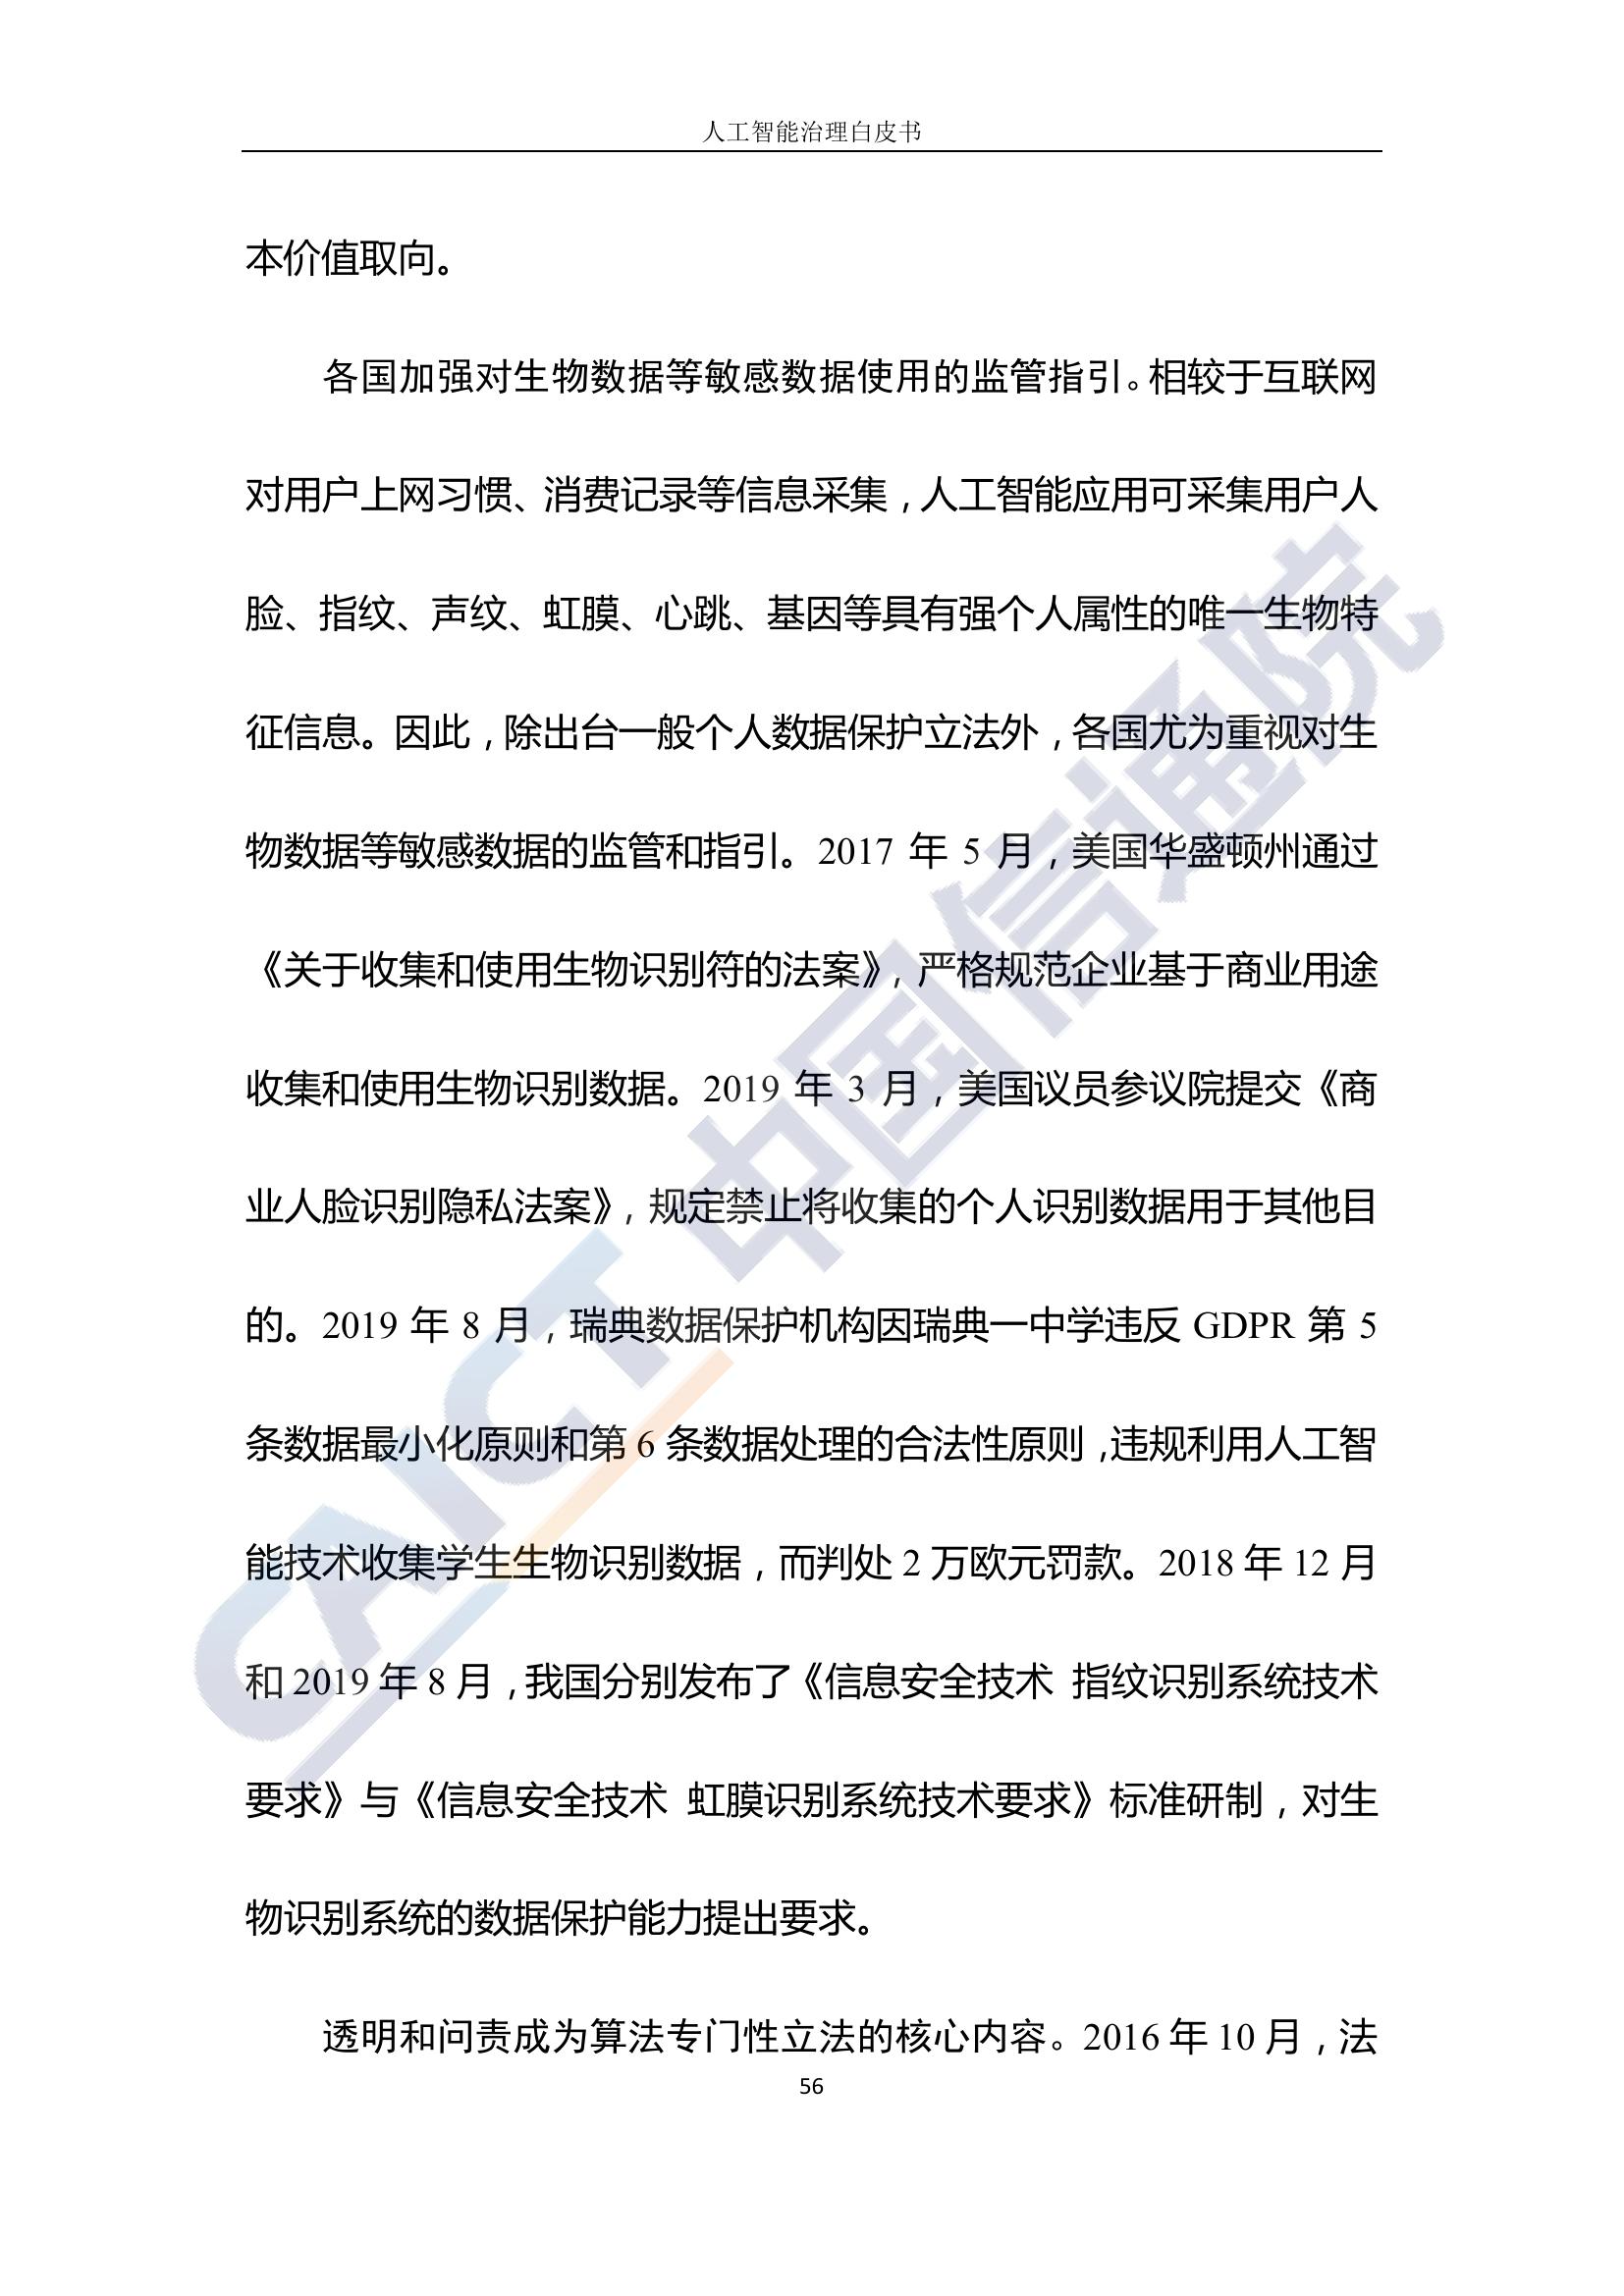 人工智能治理白皮书
本价值取向。
各国加强对生物数据等敏感数据使用的监管指引。相较于互联网
对用户上网习惯、消费记录等信息采集，人工智能应用可采集用户人
脸、指纹、声纹、虹膜、心跳、基因等具有强个人属性的唯一生物特
征信息。因此，除出台一般个人数据保护立法外，各国尤为重视对生
物数据等敏感数据的监管和指引。2017 年 5 月，美国华盛顿州通过
《关于收集和使用生物识别符的法案》，严格规范企业基于商业用途
收集和使用生物识别数据。2019 年 3 月，美国议员参议院提交《商
业人脸识别隐私法案》，规定禁止将收集的个人识别数据用于其他目
的。2019 年 8 月，瑞典数据保护机构因瑞典一中学违反 GDPR 第 5
条数据最小化原则和第 6 条数据处理的合法性原则，违规利用人工智
能技术收集学生生物识别数据，而判处 2 万欧元罚款。2018 年 12 月
和 2019 年 8 月，我国分别发布了《信息安全技术 指纹识别系统技术
要求》与《信息安全技术 虹膜识别系统技术要求》标准研制，对生
物识别系统的数据保护能力提出要求。
透明和问责成为算法专门性立法的核心内容。2016 年 10 月，法
56
CAICT 中国信通院